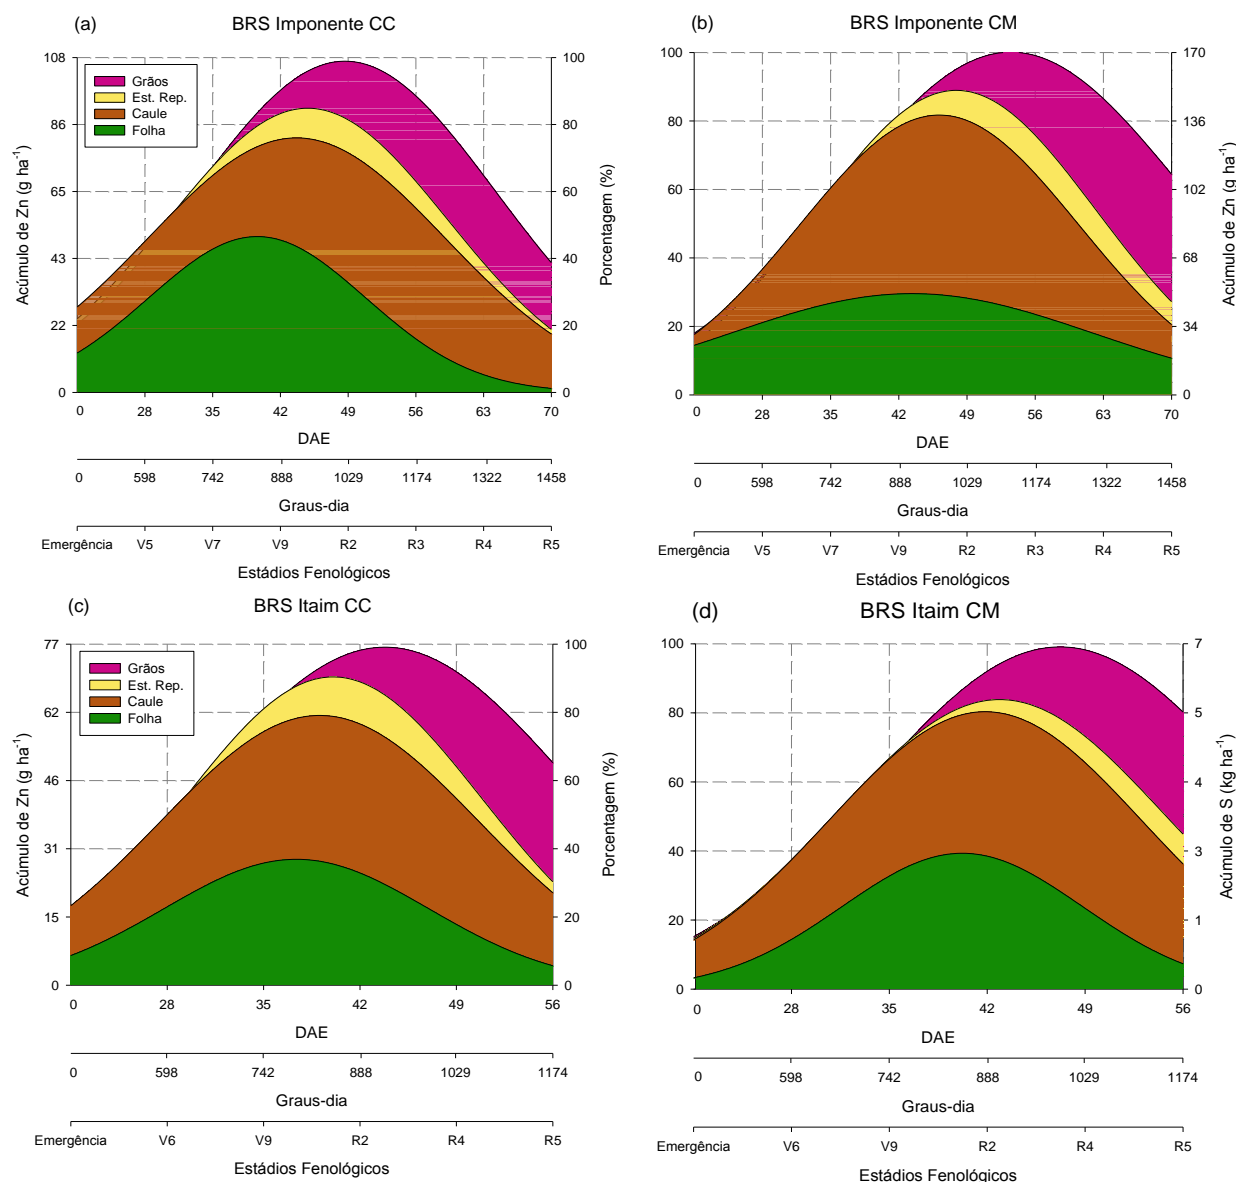 (a)
BRS Imponente CC
108
86
65
43
22
0
Acúmulo de Zn (g ha-1)
Grãos
Est. Rep.
Caule
Folha
100
80
60
40
20
0
Porcentagem (%)
0 28 35 42 49 56 63 70
DAE
0 598 742 888 1029 1174 1322 1458
Graus-dia
Emergência V5 V7 V9 R2 R3 R4 R5
Estádios Fenológicos
(b)
BRS Imponente CM
100
80
60
40
20
0
170
136
102
68
34
0
Acúmulo de Zn (g ha-1)
0 28 35 42 49 56 63 70
DAE
0 598 742 888 1029 1174 1322 1458
Graus-dia
Emergência V5 V7 V9 R2 R3 R4 R5
Estádios Fenológicos
(c)
BRS Itaim CC
77
62
46
31
15
0
Acúmulo de Zn (g ha-1)
Grãos
Est. Rep.
Caule
Folha
100
80
60
40
20
0
Porcentagem (%)
0 28 35 42 49 56
DAE
0 598 742 888 1029 1174
Graus-dia
Emergência V6 V9 R2 R4 R5
Estádios Fenológicos
(d)
BRS Itaim CM
100
80
60
40
20
0
7
5
4
3
1
0
Acúmulo de S (kg ha-1)
0 28 35 42 49 56
DAE
0 598 742 888 1029 1174
Graus-dia
Emergência V6 V9 R2 R4 R5
Estádios Fenológicos